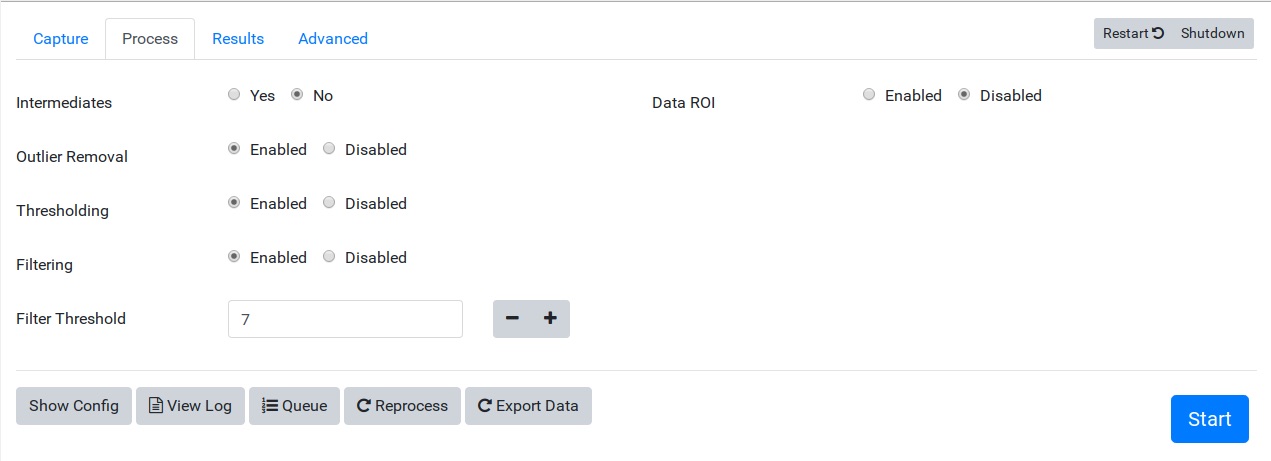 Capture Process Results Advanced Restart Shutdown
Intermediates Yes No Data ROI Enabled Disabled
Outlier Removal Enabled Disabled
Thresholding Enabled Disabled
Filtering Enabled Disabled
Filter Threshold 7 − +
Show Config View Log Queue Reprocess Export Data Start